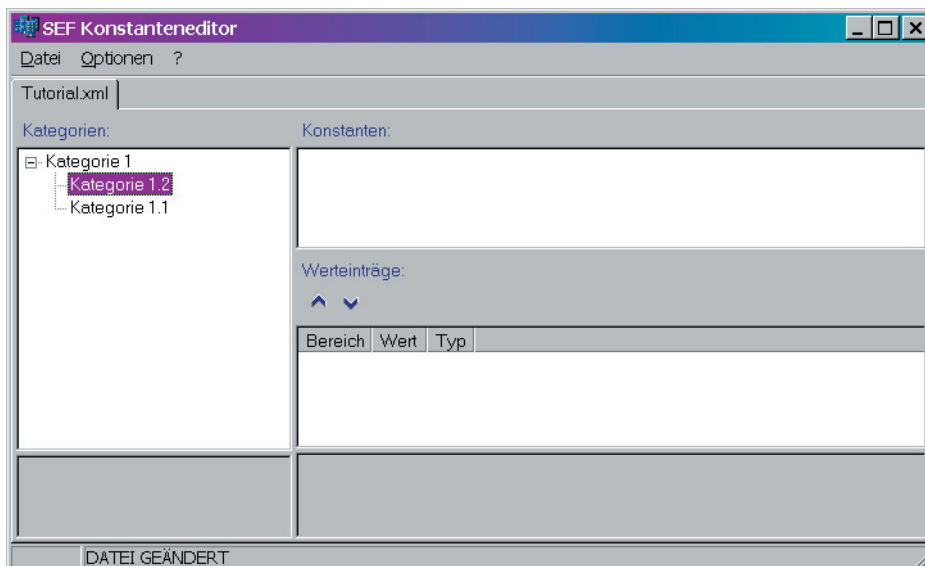 SEF Konstanteneditor
Datei Optionen ?
Tutorial.xml
Kategorien:
Kategorie 1
Kategorie 1.2
Kategorie 1.1
Konstanten:
Werteinträge:
Bereich Wert Typ
DATEI GEÄNDERT